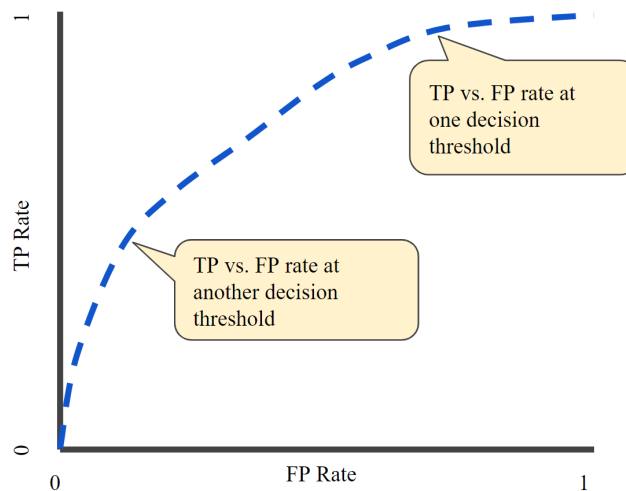 1
TP vs. FP rate at
one decision
threshold
TP Rate
TP vs. FP rate at
another decision
threshold
0
0
FP Rate
1